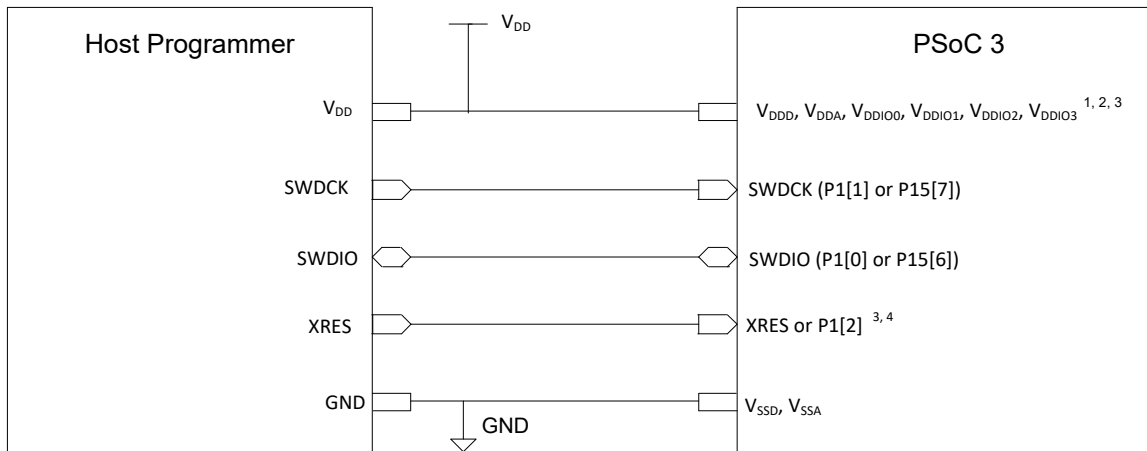 V_DD
Host Programmer PSoC 3
V_DD V_DDD, V_DDA, V_DDIO0, V_DDIO1, V_DDIO2, V_DDIO3 1, 2, 3
SWDCK SWDCK (P1[1] or P15[7])
SWDIO SWDIO (P1[0] or P15[6])
XRES XRES or P1[2] 3, 4
GND V_SSD, V_SSA
GND